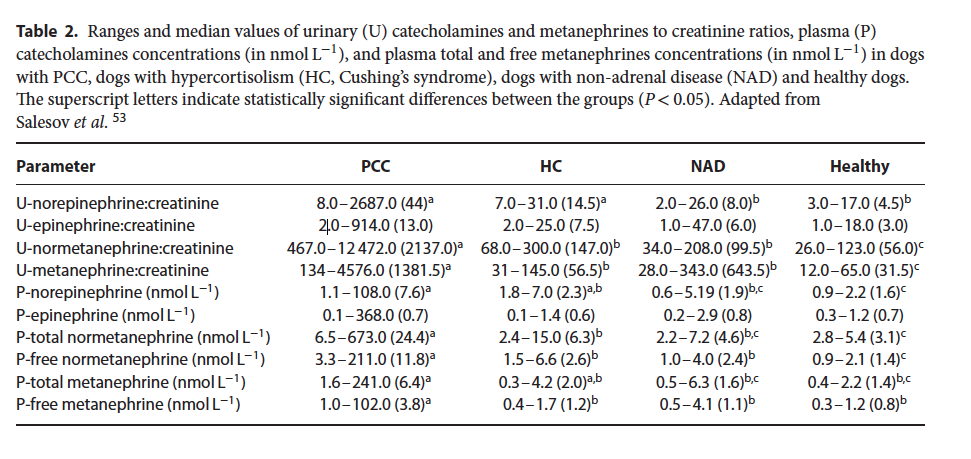 Table 2. Ranges and median values of urinary (U) catecholamines and metanephrines to creatinine ratios, plasma (P)
catecholamines concentrations (in nmol L⁻¹), and plasma total and free metanephrines concentrations (in nmol L⁻¹) in dogs
with PCC, dogs with hypercortisolism (HC, Cushing's syndrome), dogs with non-adrenal disease (NAD) and healthy dogs.
The superscript letters indicate statistically significant differences between the groups (P < 0.05). Adapted from
Salesov et al. ⁵³
Parameter PCC HC NAD Healthy
U-norepinephrine:creatinine 8.0–2687.0 (44)ᵃ 7.0–31.0 (14.5)ᵃ 2.0–26.0 (8.0)ᵇ 3.0–17.0 (4.5)ᵇ
U-epinephrine:creatinine 2.0–914.0 (13.0) 2.0–25.0 (7.5) 1.0–47.0 (6.0) 1.0–18.0 (3.0)
U-normetanephrine:creatinine 467.0–12 472.0 (2137.0)ᵃ 68.0–300.0 (147.0)ᵇ 34.0–208.0 (99.5)ᵇ 26.0–123.0 (56.0)ᶜ
U-metanephrine:creatinine 134–4576.0 (1381.5)ᵃ 31–145.0 (56.5)ᵇ 28.0–343.0 (643.5)ᵇ 12.0–65.0 (31.5)ᶜ
P-norepinephrine (nmol L⁻¹) 1.1–108.0 (7.6)ᵃ 1.8–7.0 (2.3)ᵃ,ᵇ 0.6–5.19 (1.9)ᵇ,ᶜ 0.9–2.2 (1.6)ᶜ
P-epinephrine (nmol L⁻¹) 0.1–368.0 (0.7) 0.1–1.4 (0.6) 0.2–2.9 (0.8) 0.3–1.2 (0.7)
P-total normetanephrine (nmol L⁻¹) 6.5–673.0 (24.4)ᵃ 2.4–15.0 (6.3)ᵇ 2.2–7.2 (4.6)ᵇ,ᶜ 2.8–5.4 (3.1)ᶜ
P-free normetanephrine (nmol L⁻¹) 3.3–211.0 (11.8)ᵃ 1.5–6.6 (2.6)ᵇ 1.0–4.0 (2.4)ᵇ 0.9–2.1 (1.4)ᶜ
P-total metanephrine (nmol L⁻¹) 1.6–241.0 (6.4)ᵃ 0.3–4.2 (2.0)ᵃ,ᵇ 0.5–6.3 (1.6)ᵇ,ᶜ 0.4–2.2 (1.4)ᵇ,ᶜ
P-free metanephrine (nmol L⁻¹) 1.0–102.0 (3.8)ᵃ 0.4–1.7 (1.2)ᵇ 0.5–4.1 (1.1)ᵇ 0.3–1.2 (0.8)ᵇ